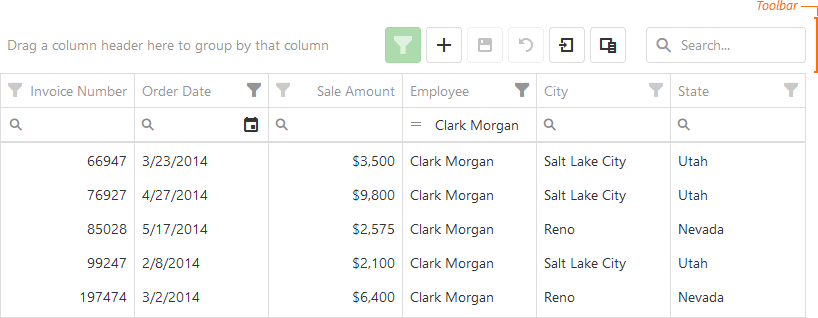 Toolbar
Drag a column header here to group by that column Search...
Invoice Number Order Date Sale Amount Employee City State
= Clark Morgan
66947 3/23/2014 $3,500 Clark Morgan Salt Lake City Utah
76927 4/27/2014 $9,800 Clark Morgan Salt Lake City Utah
85028 5/17/2014 $2,575 Clark Morgan Reno Nevada
99247 2/8/2014 $2,100 Clark Morgan Salt Lake City Utah
197474 3/2/2014 $6,400 Clark Morgan Reno Nevada